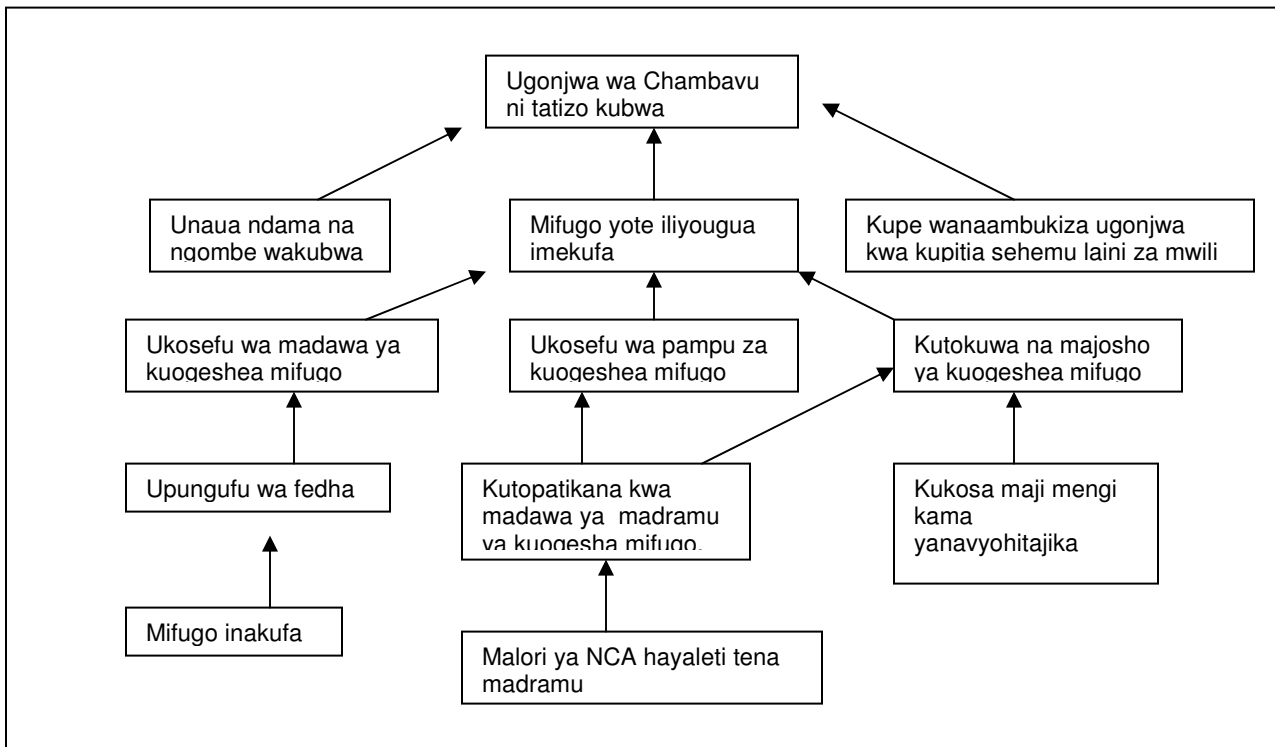 Ugonjwa wa Chambavu
ni tatizo kubwa
Unaua ndama na
ngombe wakubwa
Mifugo yote iliyougua
imekufa
Kupe wanaambukiza ugonjwa
kwa kupitia sehemu laini za mwili
Ukosefu wa madawa ya
kuogeshea mifugo
Ukosefu wa pampu za
kuogeshea mifugo
Kutokuwa na majosho
ya kuogeshea mifugo
Upungufu wa fedha
Kutopatikana kwa
madawa ya madramu
ya kuogesha mifugo.
Kukosa maji mengi
kama
yanavyohitajika
Mifugo inakufa
Malori ya NCA hayaleti tena
madramu